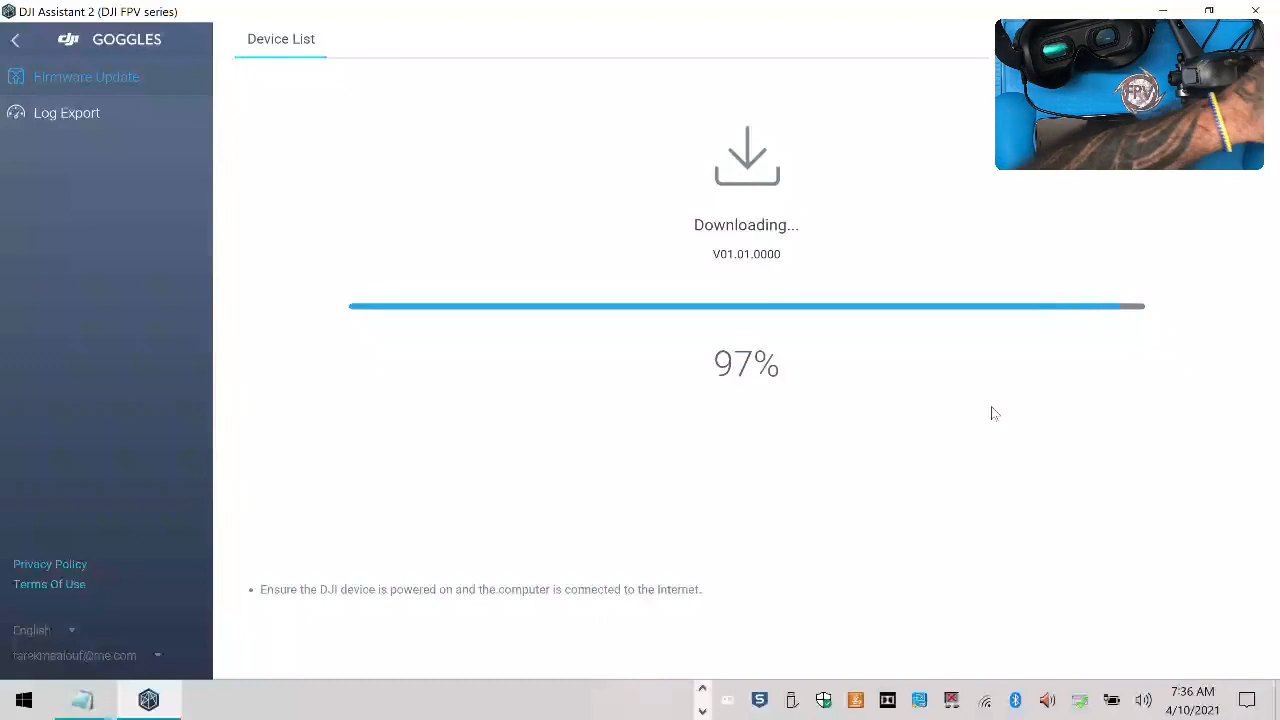 DJI Assistant 2 (DJI FPV series)
dji GOGGLES
Firmware Update
Log Export
Device List
FPV
Downloading...
V01.01.0000
97%
Ensure the DJI device is powered on and the computer is connected to the Internet.
Privacy Policy
Terms Of Use
English
7:36 AM
4/10/2021